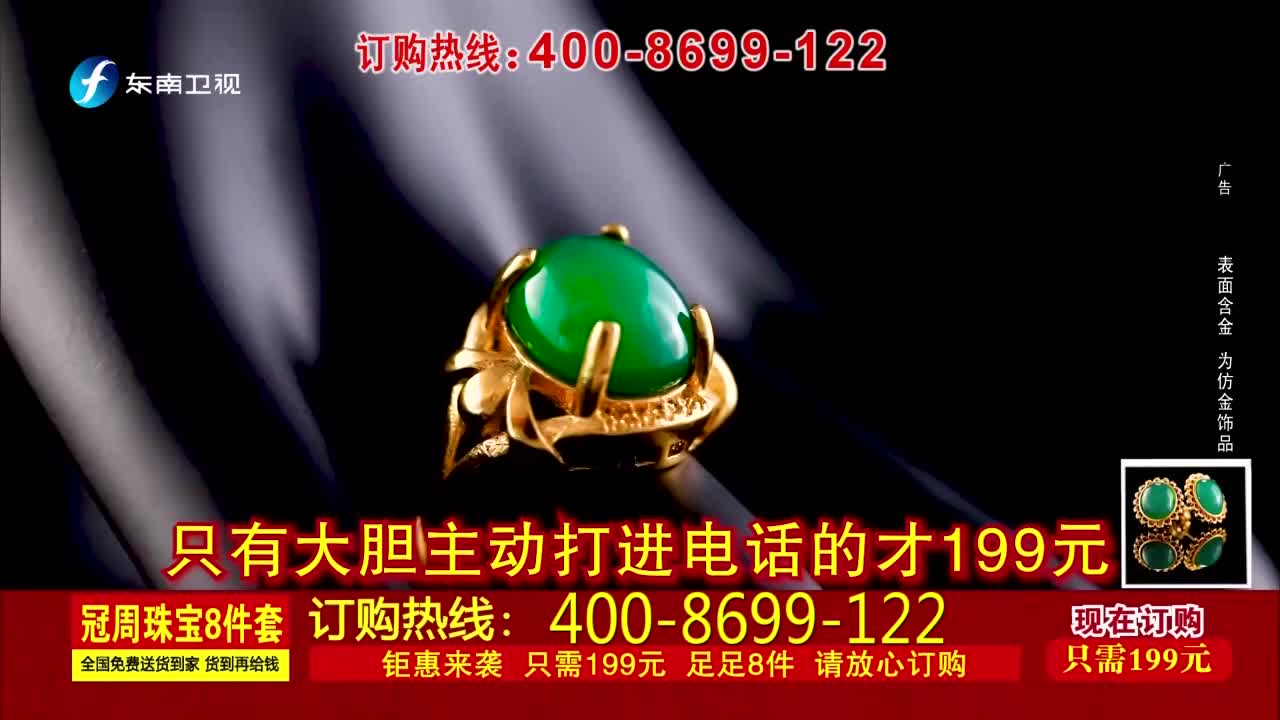 订购热线:400-8699-122
东南卫视
广告
表面含金 为仿金饰品
只有大胆主动打进电话的才199元
冠周珠宝8件套
全国免费送货到家 货到再给钱
订购热线: 400-8699-122
钜惠来袭 只需199元 足足8件 请放心订购
现在订购
只需199元